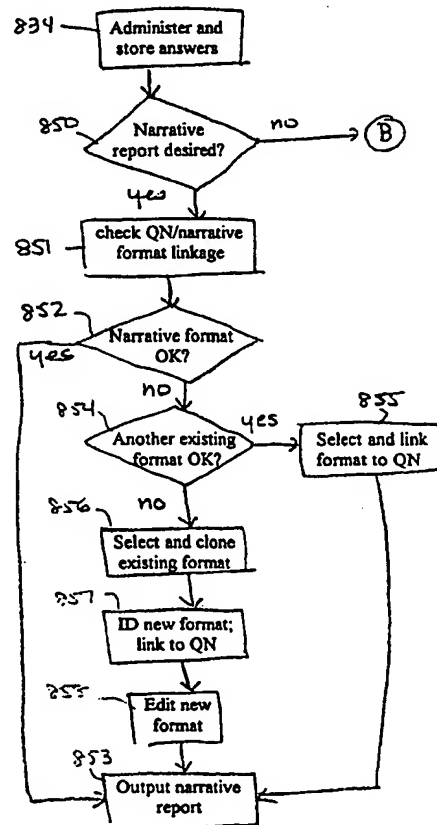 834
Administer and
store answers
850
Narrative
report desired?
no
B
yes
851
check QN/narrative
format linkage
852
Narrative format
OK?
yes
no
854
Another existing
format OK?
yes
855
Select and link
format to QN
no
856
Select and clone
existing format
857
ID new format;
link to QN
Edit new
format
853
Output narrative
report